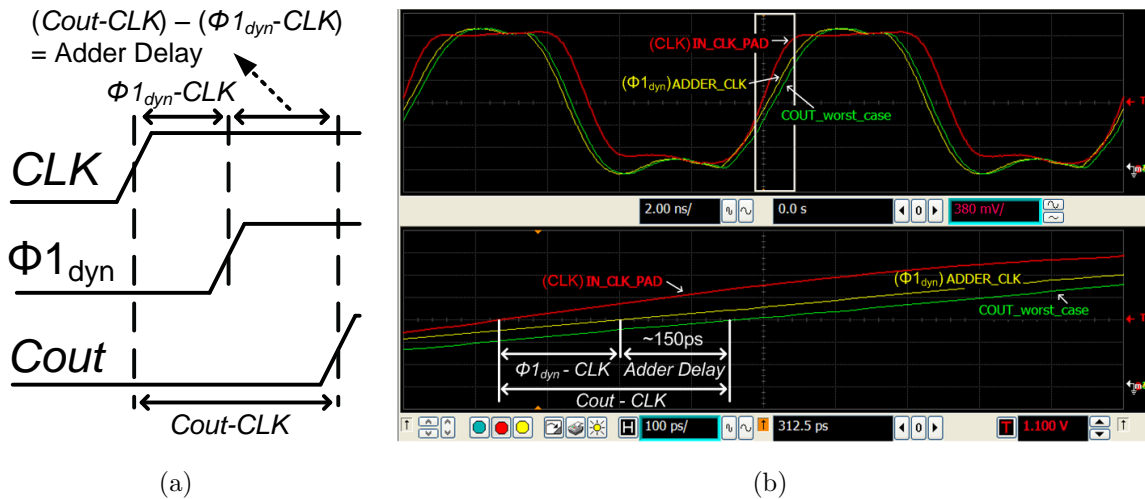 (Cout-CLK) – (Φ1dyn-CLK)
= Adder Delay
Φ1dyn-CLK
CLK
Φ1dyn
Cout
Cout-CLK
(a)
(CLK) IN_CLK_PAD
(Φ1dyn) ADDER_CLK
COUT_worst_case
T
2.00 ns/
0.0 s
0
380 mV/
(CLK) IN_CLK_PAD
(Φ1dyn) ADDER_CLK
COUT_worst_case
T
~150ps
Φ1dyn - CLK
Adder Delay
Cout - CLK
H
100 ps/
312.5 ps
0
T
1.100 V
(b)